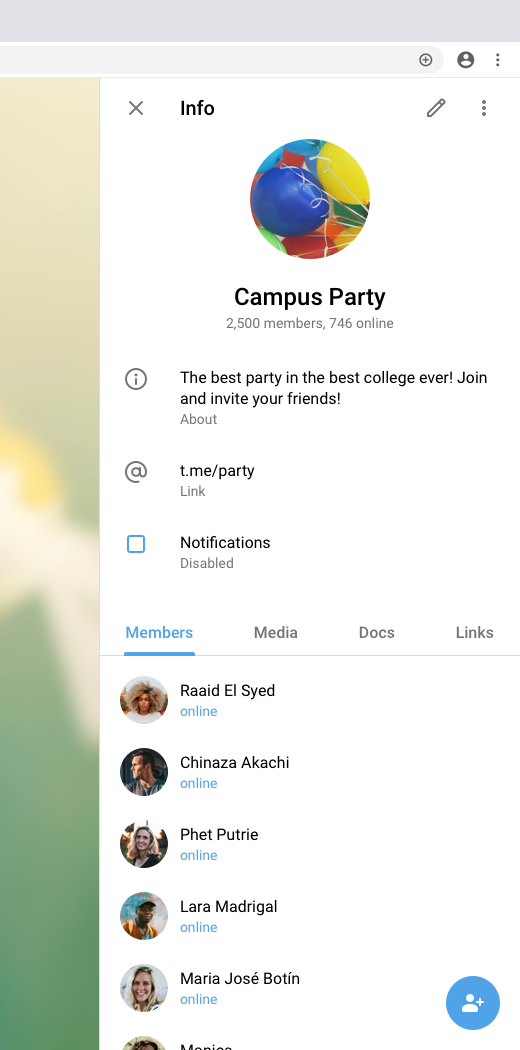 Info
Campus Party
2,500 members, 746 online
The best party in the best college ever! Join
and invite your friends!
About
t.me/party
Link
Notifications
Disabled
Members Media Docs Links
Raaid El Syed
online
Chinaza Akachi
online
Phet Putrie
online
Lara Madrigal
online
Maria José Botín
online